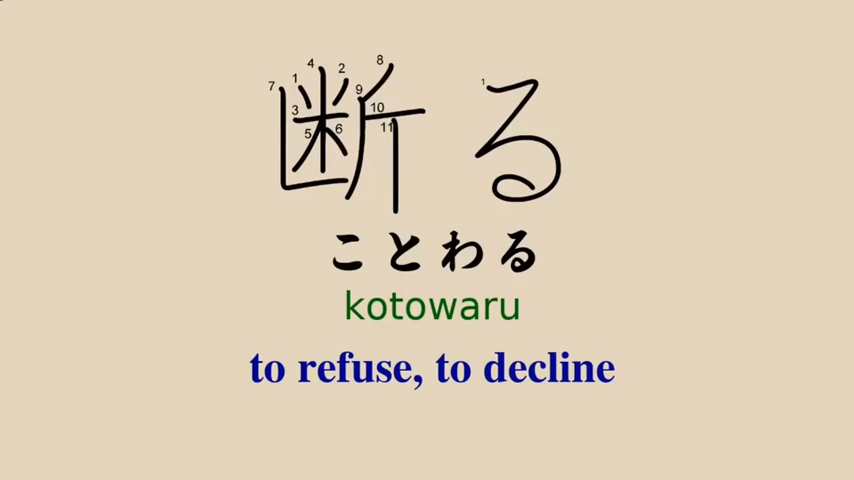 断る
ことわる
kotowaru
to refuse, to decline